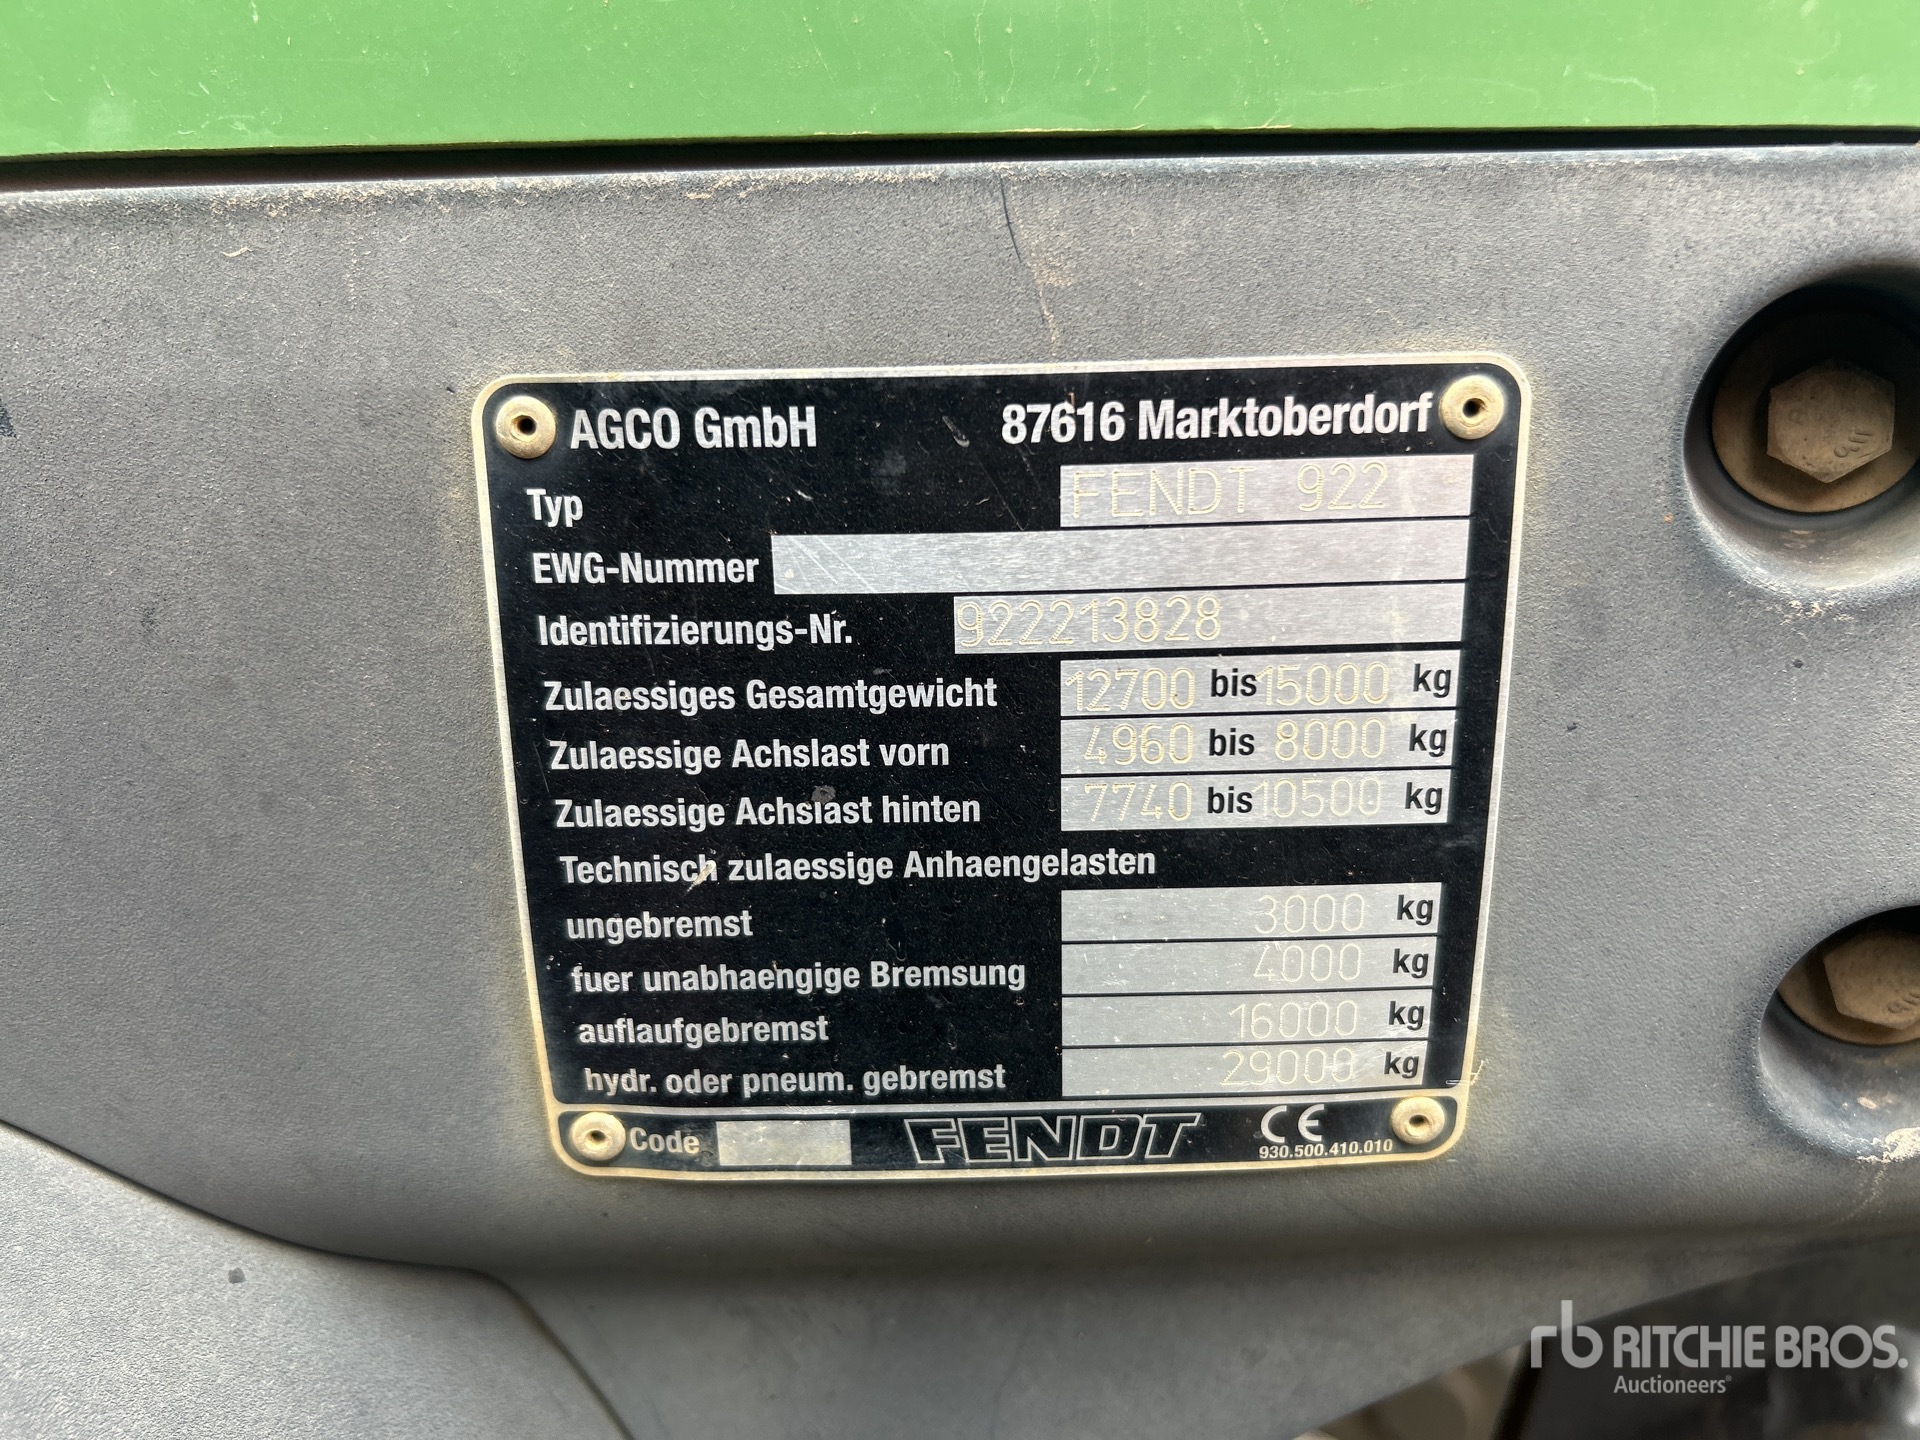 AGCO GmbH 87616 Marktoberdorf
Typ FENDT 922
EWG-Nummer
Identifizierungs-Nr. 922213828
Zulaessiges Gesamtgewicht 12700 bis 15000 kg
Zulaessige Achslast vorn 4960 bis 8000 kg
Zulaessige Achslast hinten 7740 bis 10500 kg
Technisch zulaessige Anhaengelasten
ungebremst 3000 kg
fuer unabhaengige Bremsung 4000 kg
auflaufgebremst 16000 kg
hydr. oder pneum. gebremst 29000 kg
Code FENDT CE
930.500.410.010
rb RITCHIE BROS.
Auctioneers®